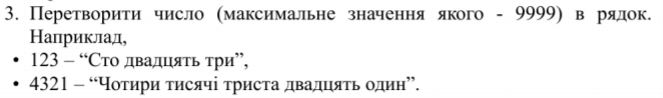 3. Перетворити число (максимальне значення якого - 9999) в рядок.
Наприклад,
• 123 – “Сто двадцять три”,
• 4321 – “Чотири тисячі триста двадцять один”.